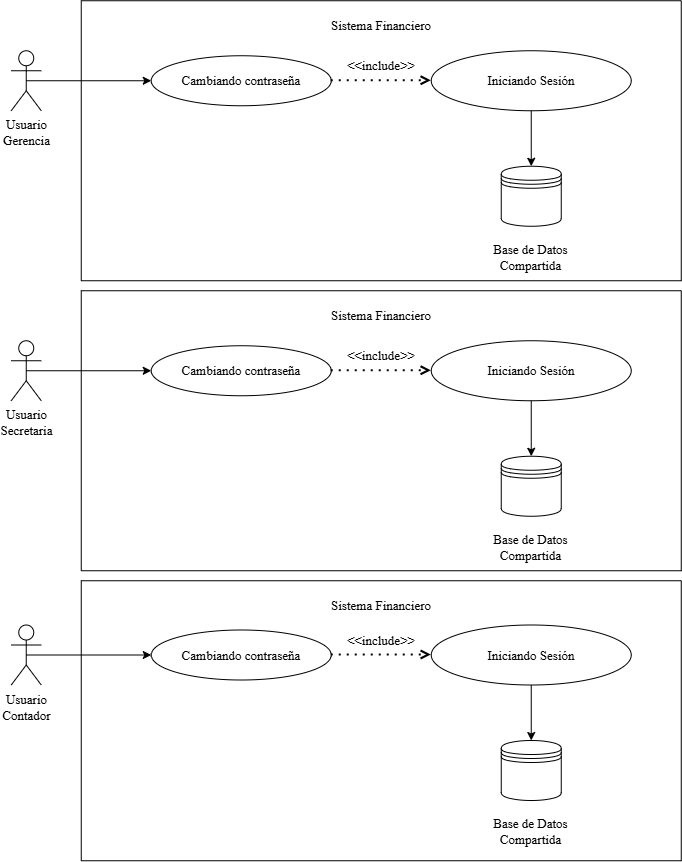 Sistema Financiero
<<include>>
Cambiando contraseña
Iniciando Sesión
Usuario
Gerencia
Base de Datos
Compartida
Sistema Financiero
<<include>>
Cambiando contraseña
Iniciando Sesión
Usuario
Secretaria
Base de Datos
Compartida
Sistema Financiero
<<include>>
Cambiando contraseña
Iniciando Sesión
Usuario
Contador
Base de Datos
Compartida